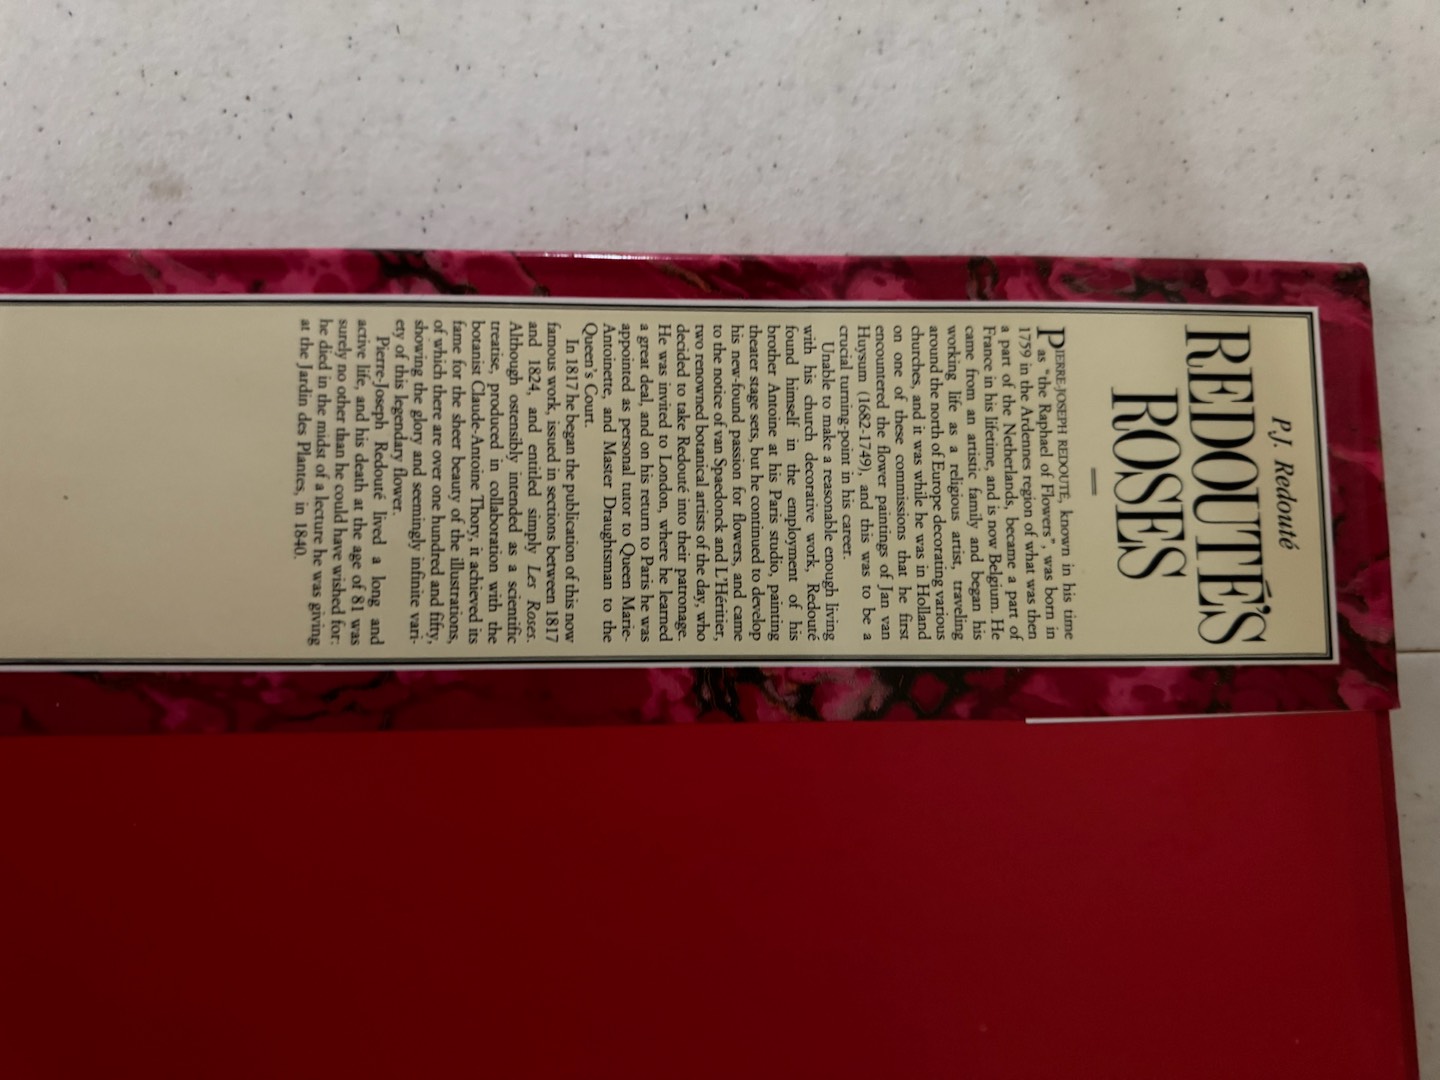 P.J. Redouté
REDOUTÉ'S
ROSES
PIERRE-JOSEPH REDOUTÉ, known in his time
as "the Raphael of Flowers", was born in
1759 in the Ardennes region of what was then
a part of the Netherlands, became a part of
France in his lifetime, and is now Belgium. He
came from an artistic family and began his
working life as a religious artist, traveling
around the north of Europe decorating various
churches, and it was while he was in Holland
on one of these commissions that he first
encountered the flower paintings of Jan van
Huysum (1682-1749), and this was to be a
crucial turning-point in his career.
Unable to make a reasonable enough living
with his church decorative work, Redouté
found himself in the employment of his
brother Antoine at his Paris studio, painting
theater stage sets, but he continued to develop
his new-found passion for flowers, and came
to the notice of van Spaedonck and L'Héritier,
two renowned botanical artists of the day, who
decided to take Redouté into their patronage.
He was invited to London, where he learned
a great deal, and on his return to Paris he was
appointed as personal tutor to Queen Marie-
Antoinette, and Master Draughtsman to the
Queen's Court.
In 1817 he began the publication of this now
famous work, issued in sections between 1817
and 1824, and entitled simply Les Roses.
Although ostensibly intended as a scientific
treatise, produced in collaboration with the
botanist Claude-Antoine Thory, it achieved its
fame for the sheer beauty of the illustrations,
of which there are over one hundred and fifty,
showing the glory and seemingly infinite vari-
ety of this legendary flower.
Pierre-Joseph Redouté lived a long and
active life, and his death at the age of 81 was
surely no other than he could have wished for:
he died in the midst of a lecture he was giving
at the Jardin des Plantes, in 1840.